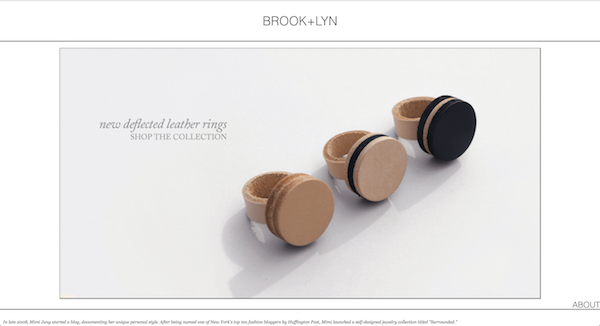 BROOK+LYN
new deflected leather rings
SHOP THE COLLECTION
ABOUT
In late 2008, Mimi Jung started a blog, documenting her unique personal style. After being named one of New York's top ten fashion bloggers by Huffington Post, Mimi launched a self-designed jewelry collection titled "Surrounded."